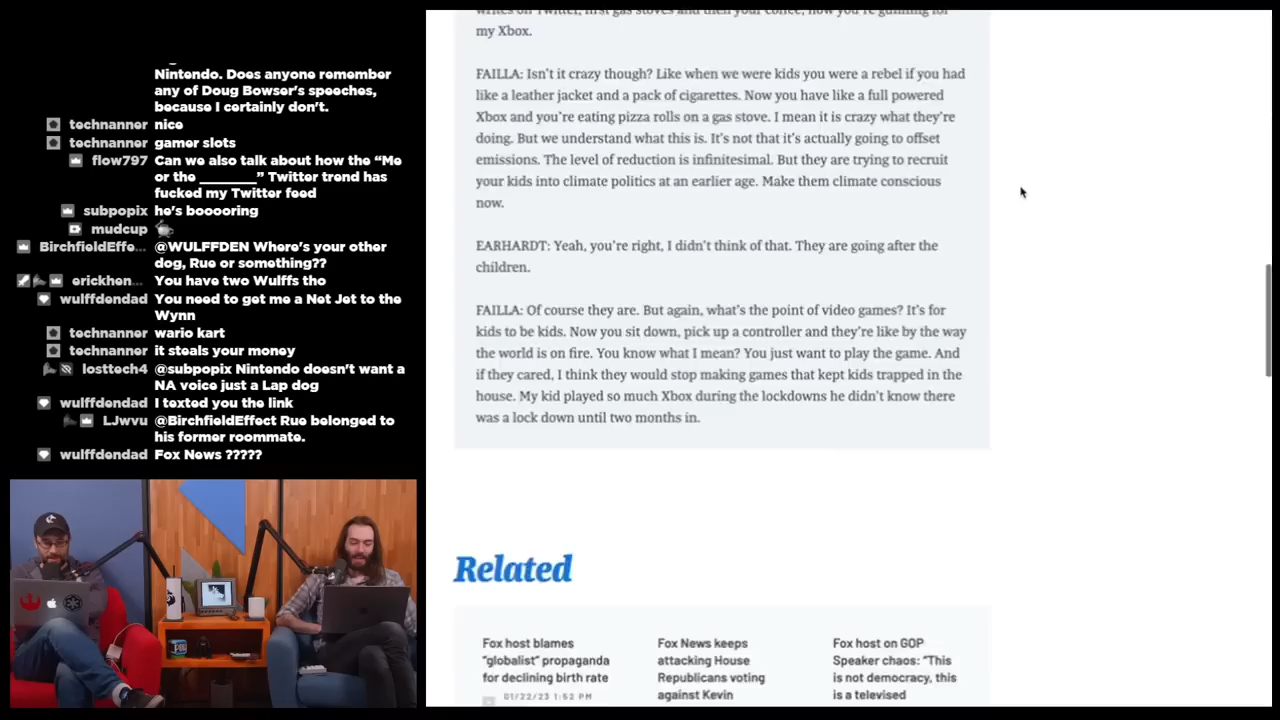 Nintendo. Does anyone remember
any of Doug Bowser's speeches,
because I certainly don't.
technanner nice
technanner gamer slots
flow797 Can we also talk about how the “Me
or the ________” Twitter trend has
fucked my Twitter feed
subpopix he's booooring
mudcup
BirchfieldEffe... @WULFFDEN Where's your other
dog, Rue or something??
erickhen... You have two Wulffs tho
wulffdendad You need to get me a Net Jet to the
Wynn
technanner wario kart
technanner it steals your money
losttech4 @subpopix Nintendo doesn't want a
NA voice just a Lap dog
wulffdendad I texted you the link
LJwvu @BirchfieldEffect Rue belonged to
his former roommate.
wulffdendad Fox News ?????
writes on Twitter, first gas stoves and then your coffee, now you're gunning for
my Xbox.
FAILLA: Isn't it crazy though? Like when we were kids you were a rebel if you had
like a leather jacket and a pack of cigarettes. Now you have like a full powered
Xbox and you're eating pizza rolls on a gas stove. I mean it is crazy what they're
doing. But we understand what this is. It's not that it's actually going to offset
emissions. The level of reduction is infinitesimal. But they are trying to recruit
your kids into climate politics at an earlier age. Make them climate conscious
now.
EARHARDT: Yeah, you're right, I didn't think of that. They are going after the
children.
FAILLA: Of course they are. But again, what's the point of video games? It's for
kids to be kids. Now you sit down, pick up a controller and they're like by the way
the world is on fire. You know what I mean? You just want to play the game. And
if they cared, I think they would stop making games that kept kids trapped in the
house. My kid played so much Xbox during the lockdowns he didn't know there
was a lock down until two months in.
Related
Fox host blames
“globalist” propaganda
for declining birth rate
01/22/23 1:52 PM
Fox News keeps
attacking House
Republicans voting
against Kevin
Fox host on GOP
Speaker chaos: “This
is not democracy, this
is a televised